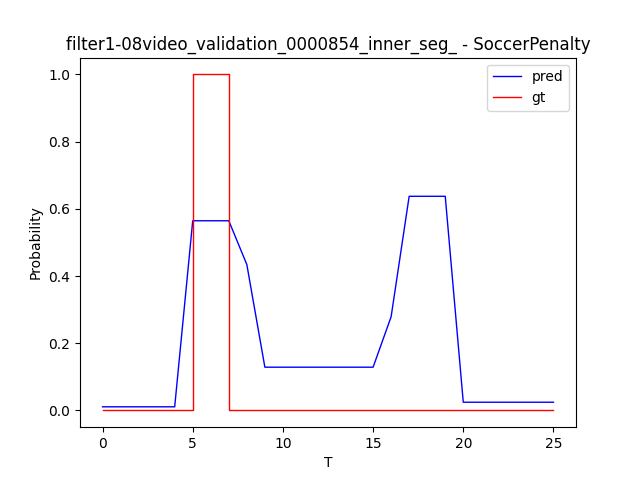 filter1-08video_validation_0000854_inner_seg_ - SoccerPenalty
pred
gt
1.0
0.8
0.6
0.4
0.2
0.0
Probability
0
5
10
15
20
25
T